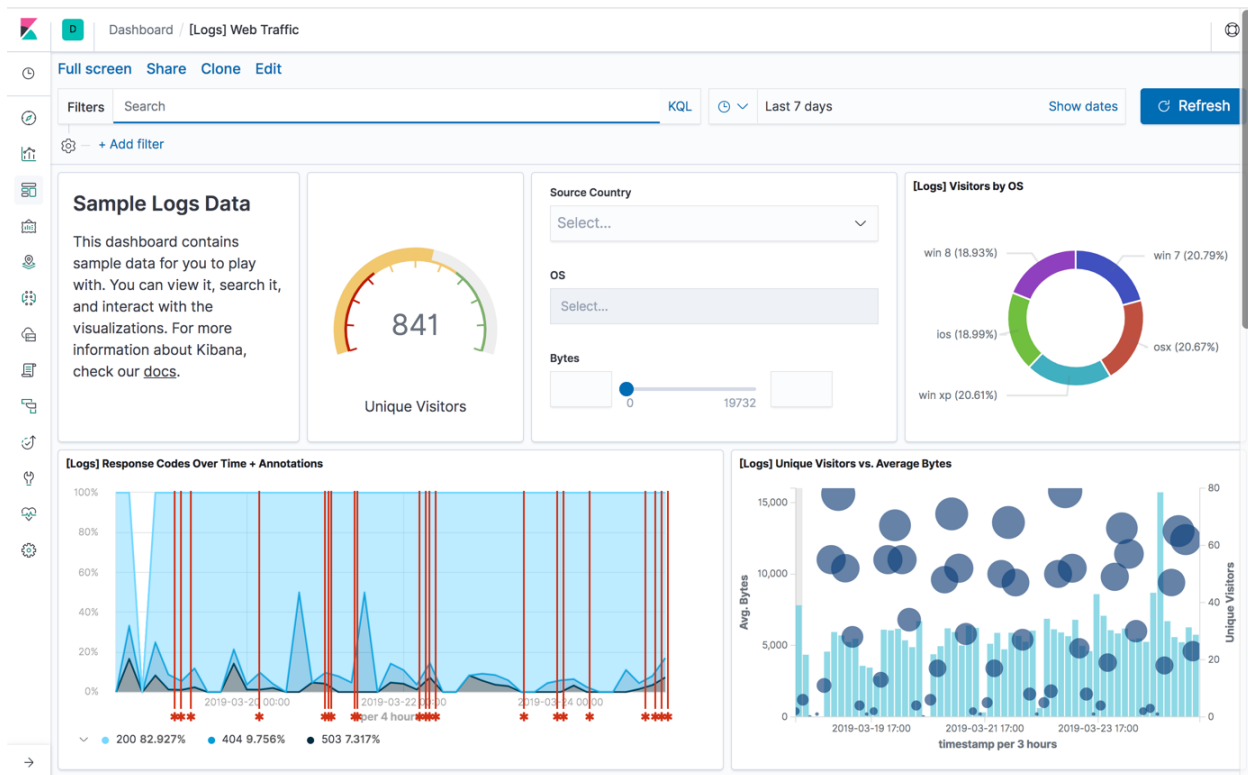 D Dashboard / [Logs] Web Traffic
Full screen Share Clone Edit
Filters Search KQL Last 7 days Show dates Refresh
+ Add filter
Sample Logs Data
This dashboard contains
sample data for you to play
with. You can view it, search it,
and interact with the
visualizations. For more
information about Kibana,
check our docs.
841
Unique Visitors
Source Country
Select...
OS
Select...
Bytes
0 19732
[Logs] Visitors by OS
win 8 (18.93%)
win 7 (20.79%)
ios (18.99%)
osx (20.67%)
win xp (20.61%)
[Logs] Response Codes Over Time + Annotations
100%
80%
60%
40%
20%
0%
2019-03-20 00:00 2019-03-22 00:00 2019-03-24 00:00
per 4 hours
200 82.927% 404 9.756% 503 7.317%
[Logs] Unique Visitors vs. Average Bytes
Avg. Bytes
15,000
10,000
5,000
0
80
60
40
20
0
Unique Visitors
2019-03-19 17:00 2019-03-21 17:00 2019-03-23 17:00
timestamp per 3 hours